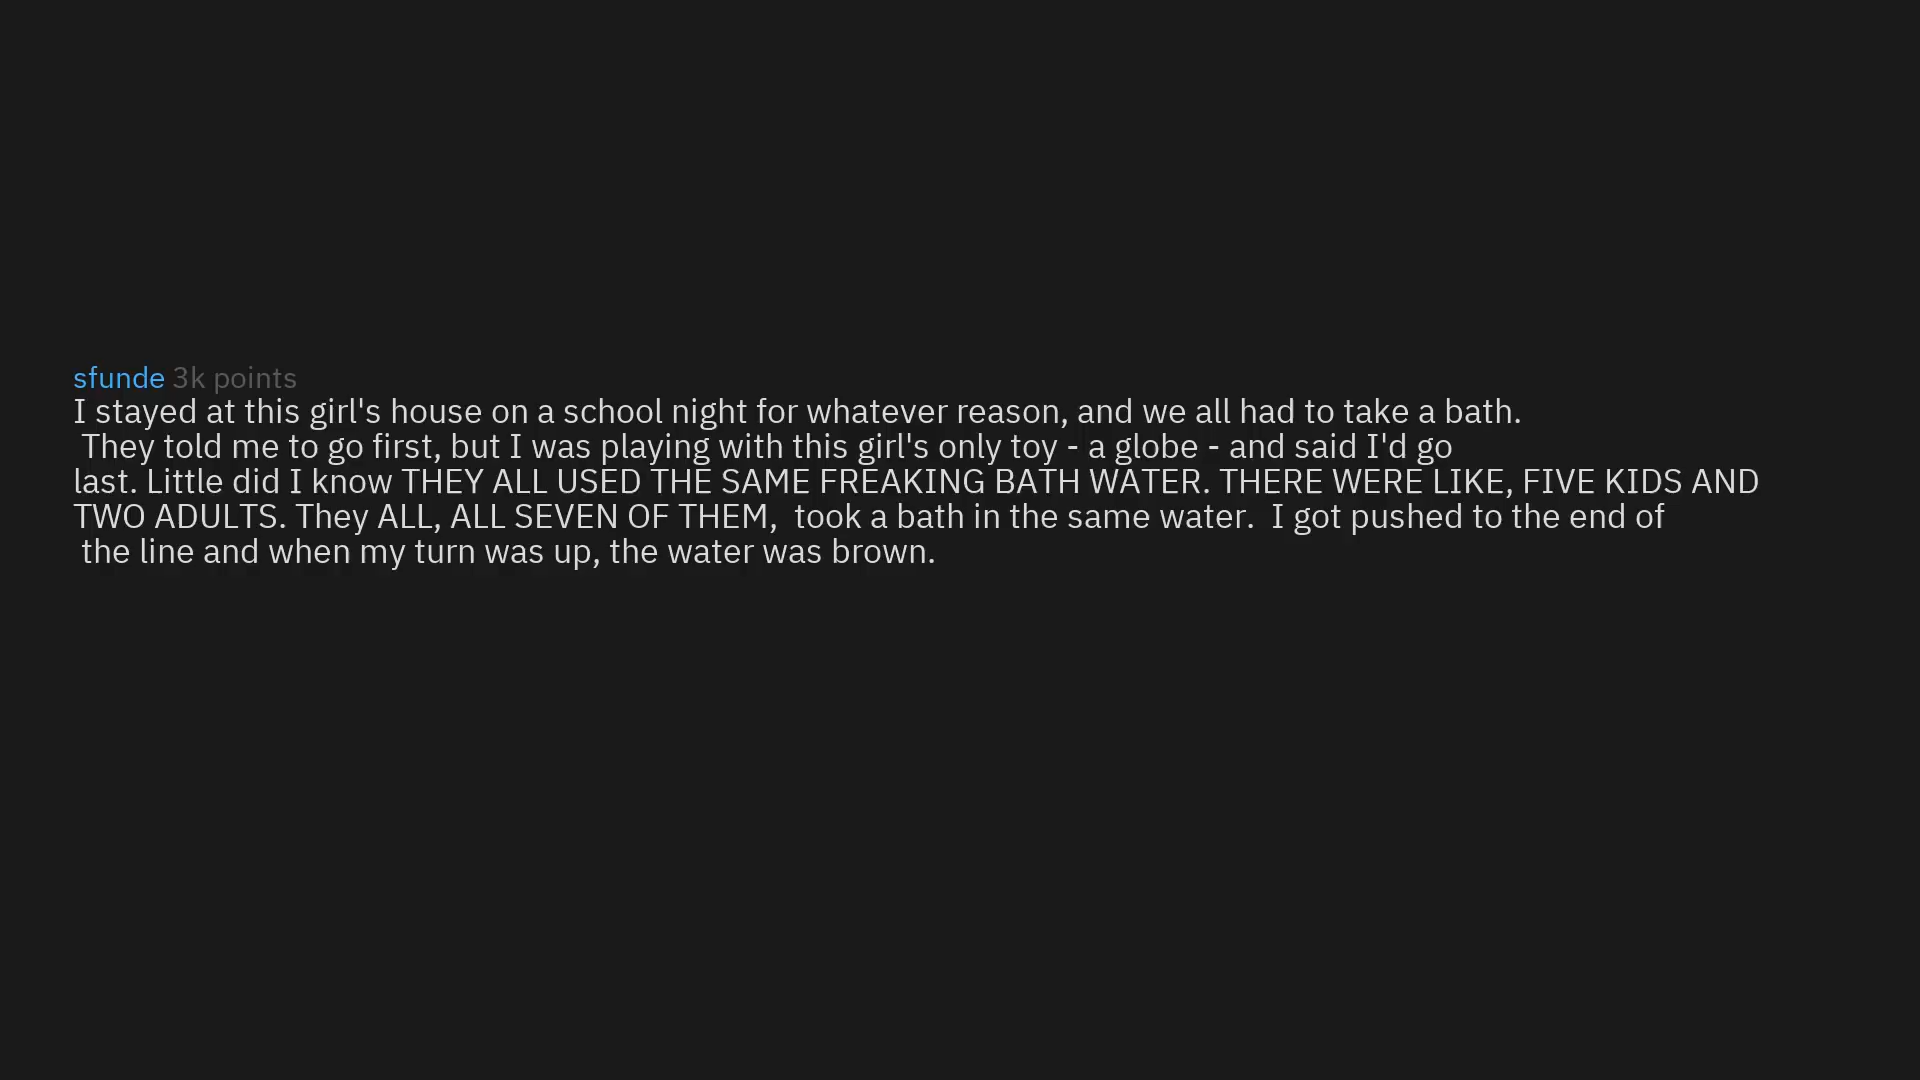 sfunde 3k points
I stayed at this girl's house on a school night for whatever reason, and we all had to take a bath.
They told me to go first, but I was playing with this girl's only toy - a globe - and said I'd go
last. Little did I know THEY ALL USED THE SAME FREAKING BATH WATER. THERE WERE LIKE, FIVE KIDS AND
TWO ADULTS. They ALL, ALL SEVEN OF THEM,  took a bath in the same water.  I got pushed to the end of
the line and when my turn was up, the water was brown.